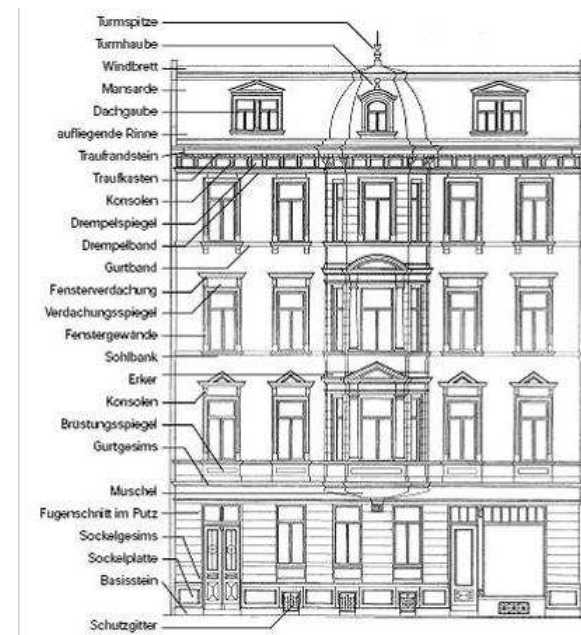 Turmspitze
Turmhaube
Windbrett
Mansarde
Dachgaube
aufliegende Rinne
Traufrandstein
Traufkasten
Konsolen
Drempelspiegel
Drempelband
Gurtband
Fensterverdachung
Verdachungsspiegel
Fenstergewände
Sohlbank
Erker
Konsolen
Brüstungsspiegel
Gurtgesims
Muschel
Fugenschnitt im Putz
Sockelgesims
Sockelplatte
Basisstein
Schutzgitter